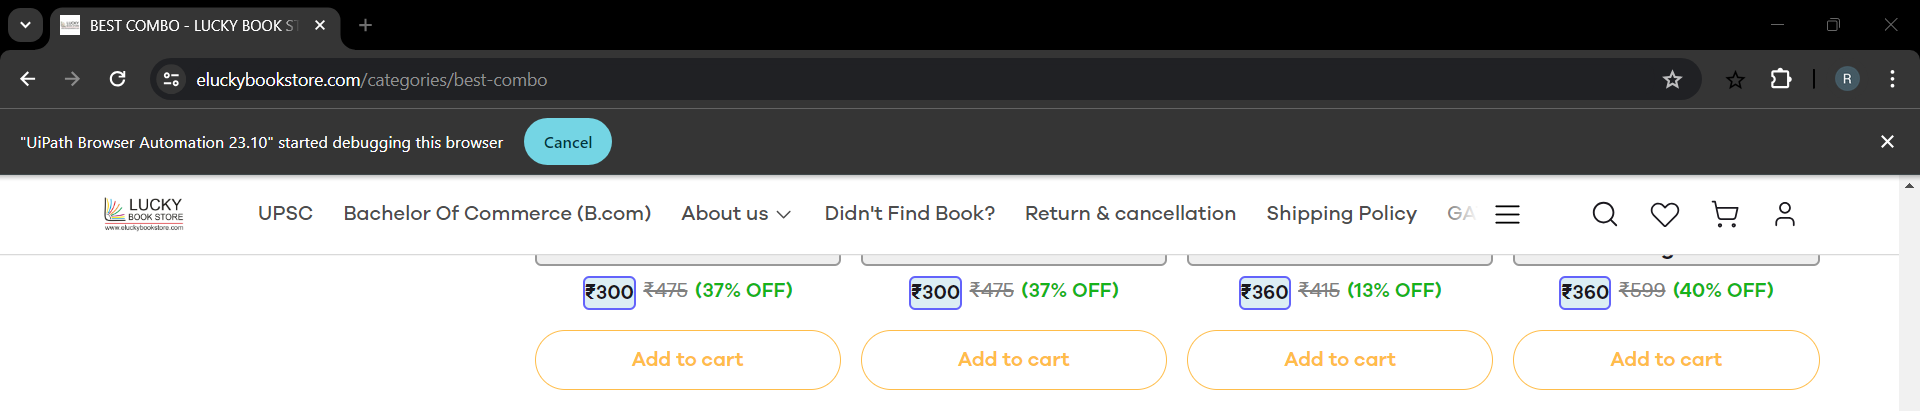 BEST COMBO - LUCKY BOOK ST
eluckybookstore.com/categories/best-combo
R
"UiPath Browser Automation 23.10" started debugging this browser
Cancel
LUCKY
BOOK STORE
www.eluckybookstore.com
UPSC
Bachelor Of Commerce (B.com)
About us
Didn't Find Book?
Return & cancellation
Shipping Policy
GA
₹300 ₹475 (37% OFF)
₹300 ₹475 (37% OFF)
₹360 ₹415 (13% OFF)
₹360 ₹599 (40% OFF)
Add to cart
Add to cart
Add to cart
Add to cart